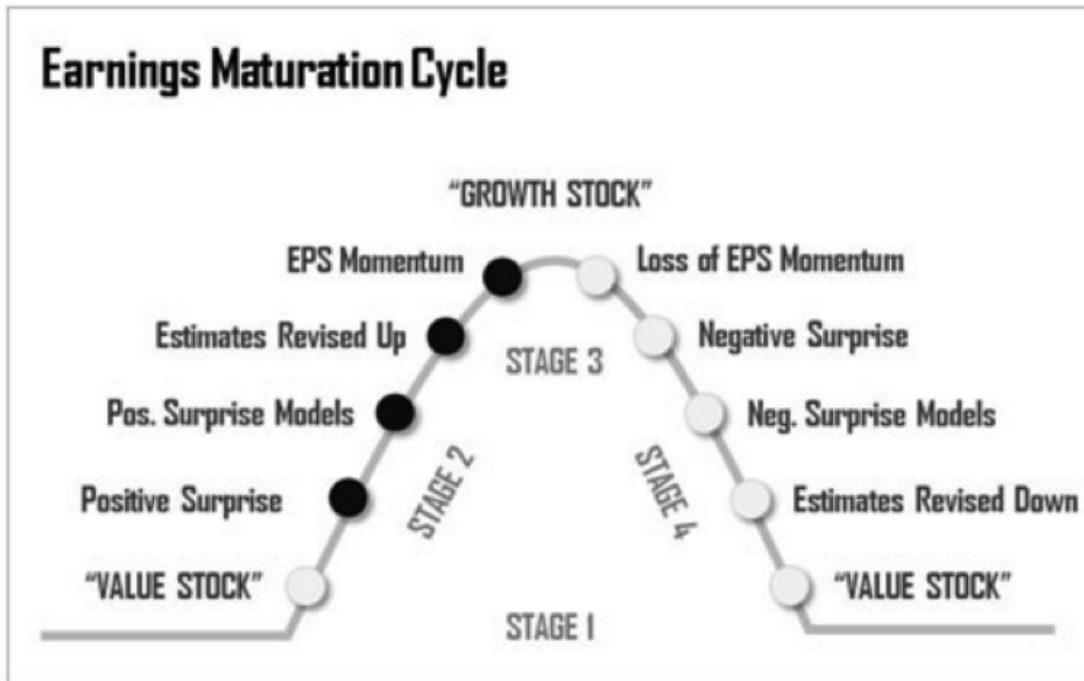 Earnings Maturation Cycle
“GROWTH STOCK”
EPS Momentum
Loss of EPS Momentum
Estimates Revised Up
Negative Surprise
STAGE 3
Pos. Surprise Models
Neg. Surprise Models
STAGE 2
STAGE 4
Positive Surprise
Estimates Revised Down
“VALUE STOCK”
“VALUE STOCK”
STAGE 1